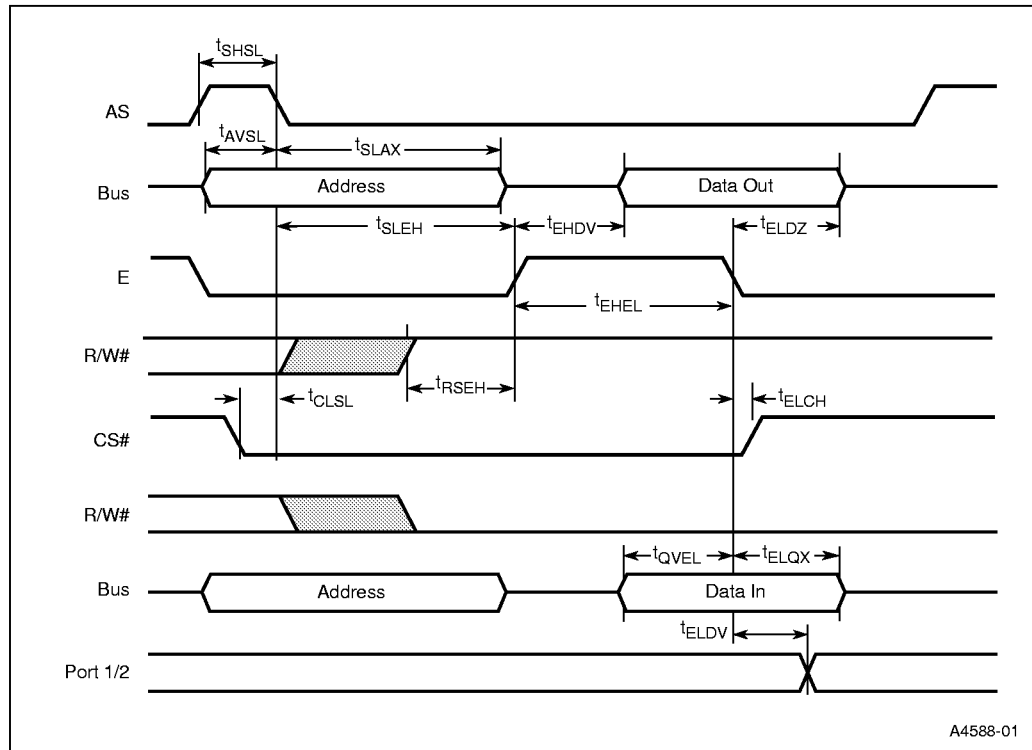 tSHSL
AS
tAVSL
tSLAX
Bus
Address
Data Out
tSLEH
tEHDV
tELDZ
E
tEHEL
R/W#
tRSEH
tCLSL
tELCH
CS#
R/W#
tQVEL
tELQX
Bus
Address
Data In
tELDV
Port 1/2
A4588-01